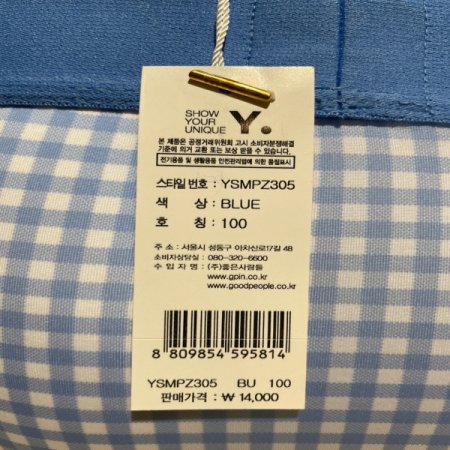 SHOW
YOUR
UNIQUE
Y.
본 제품은 공정거래위원회 고시 소비자분쟁해결
기준에 의거 교환 또는 보상 받을 수 있습니다.
전기용품 및 생활용품 안전관리법에 의한 품질표시
스타일 번호 : YSMPZ305
색 상 : BLUE
호 칭 : 100
주 소 : 서울시 성동구 아차산로17길 48
소비자상담실 : 080-320-6600
수 입 자 명 : (주)좋은사람들
www.gpin.co.kr
www.goodpeople.co.kr
8 809854 595814
YSMPZ305 BU 100
판매가격 : ₩ 14,000